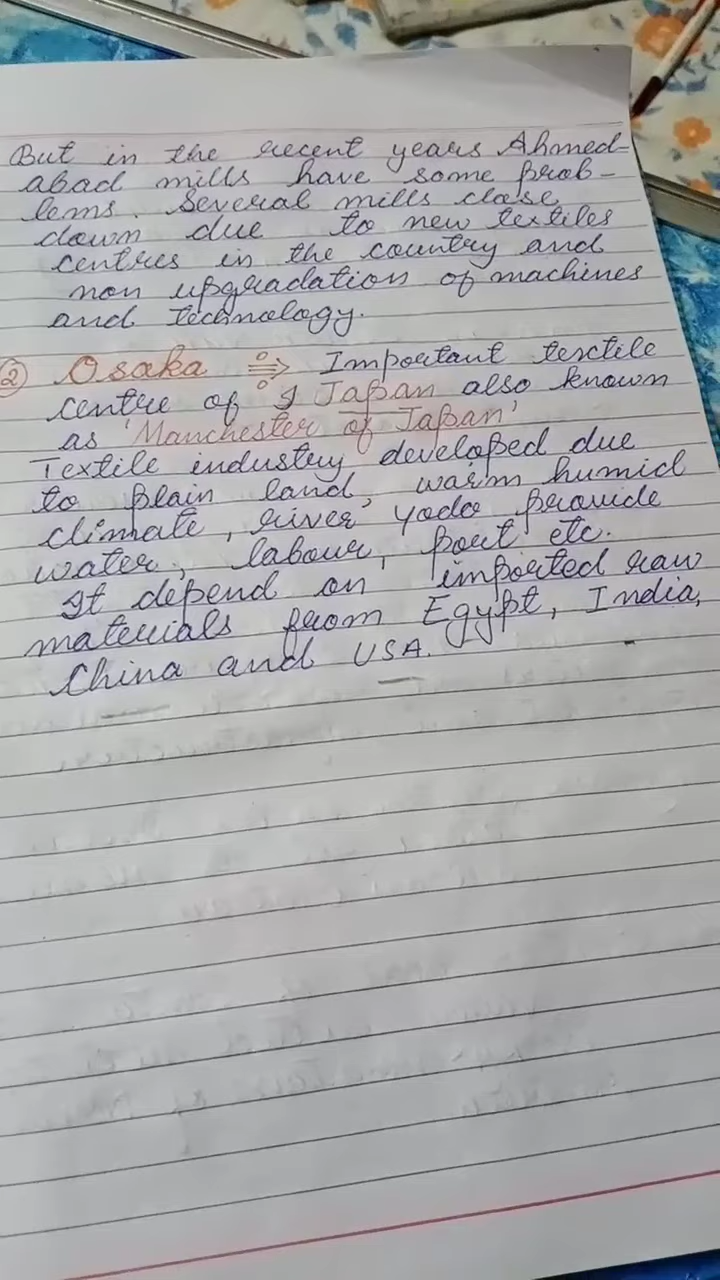 But in the recent years Ahmed-
abad mills have some prob-
lems. Several mills close
down due to new textiles
centres in the country and
non upgradation of machines
and technology.
② Osaka ⇒ Important textile
centre of Japan also known
as 'Manchester of Japan'
Textile industry developed due
to plain land, warm humid
climate, river yodo provide
water, labour, port etc.
It depend on imported raw
materials from Egypt, India,
China and USA.